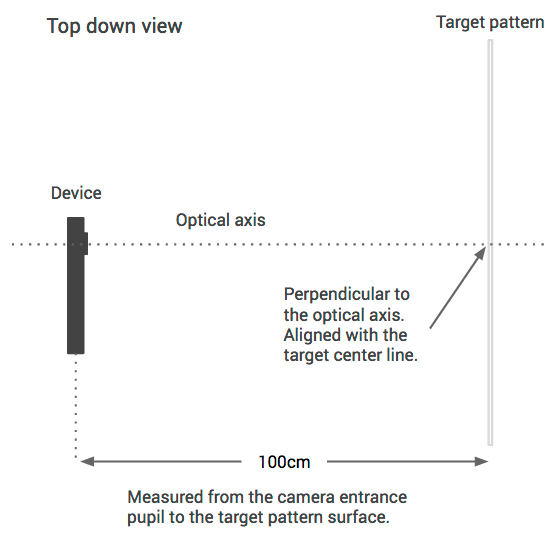 Top down view
Target pattern
Device
Optical axis
Perpendicular to
the optical axis.
Aligned with the
target center line.
100cm
Measured from the camera entrance
pupil to the target pattern surface.